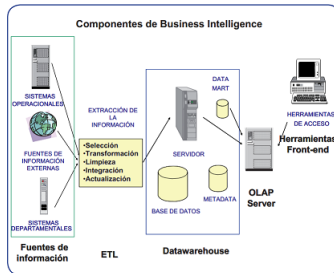 Componentes de Business Intelligence
SISTEMAS
OPERACIONALES
FUENTES DE
INFORMACIÓN
EXTERNAS
SISTEMAS
DEPARTAMENTALES
Fuentes de
información
EXTRACCIÓN DE
LA
INFORMACIÓN
•Selección
•Transformación
•Limpieza
•Integración
•Actualización
ETL
DATA
MART
SERVIDOR
BASE DE DATOS
METADATA
Datawarehouse
OLAP
Server
HERRAMIENTAS
DE ACCESO
Herramientas
Front-end